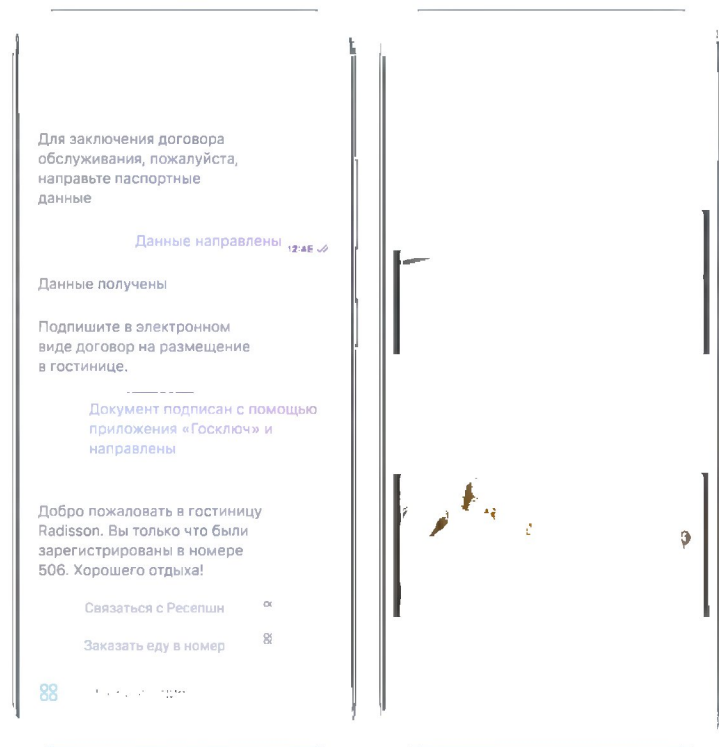 Для заключения договора
обслуживания, пожалуйста,
направьте паспортные
данные
Данные направлены
Данные получены
Подпишите в электронном
виде договор на размещение
в гостинице.
Документ подписан с помощью
приложения «Госключ» и
направлены
Добро пожаловать в гостиницу
Radisson. Вы только что были
зарегистрированы в номере
506. Хорошего отдыха!
Связаться с Ресепшн
Заказать еду в номер